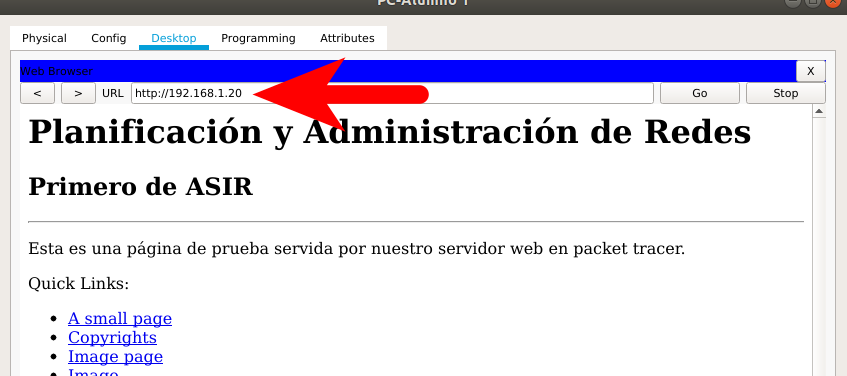 PC-Alumno 1
Physical Config Desktop Programming Attributes
Web Browser X
< > URL http://192.168.1.20 Go Stop
Planificación y Administración de Redes
Primero de ASIR
Esta es una página de prueba servida por nuestro servidor web en packet tracer.
Quick Links:
A small page
Copyrights
Image page
Image